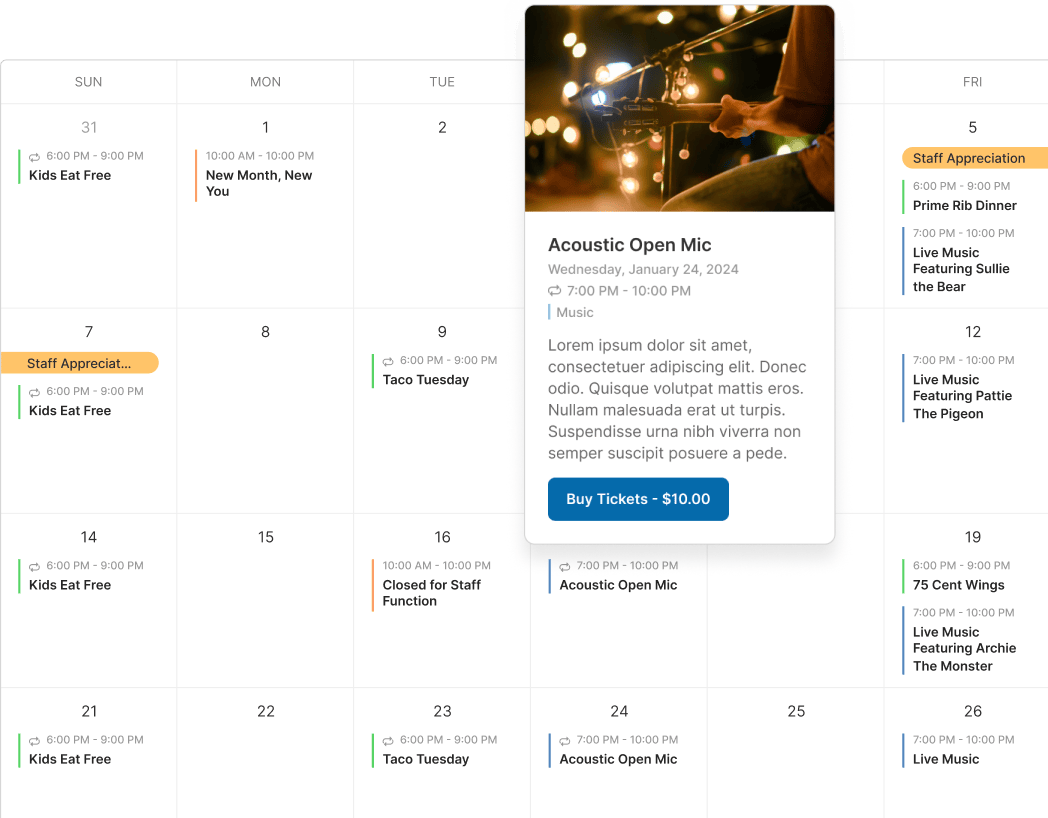 SUN
MON
TUE
FRI
31
6:00 PM - 9:00 PM
Kids Eat Free
1
10:00 AM - 10:00 PM
New Month, New
You
2
5
Staff Appreciation
6:00 PM - 9:00 PM
Prime Rib Dinner
7:00 PM - 10:00 PM
Live Music
Featuring Sullie
the Bear
Acoustic Open Mic
Wednesday, January 24, 2024
7:00 PM - 10:00 PM
Music
Lorem ipsum dolor sit amet,
consectetuer adipiscing elit. Donec
odio. Quisque volutpat mattis eros.
Nullam malesuada erat ut turpis.
Suspendisse urna nibh viverra non
semper suscipit posuere a pede.
Buy Tickets - $10.00
7
Staff Appreciat...
6:00 PM - 9:00 PM
Kids Eat Free
8
9
6:00 PM - 9:00 PM
Taco Tuesday
12
7:00 PM - 10:00 PM
Live Music
Featuring Pattie
The Pigeon
14
6:00 PM - 9:00 PM
Kids Eat Free
15
16
10:00 AM - 10:00 PM
Closed for Staff
Function
7:00 PM - 10:00 PM
Acoustic Open Mic
19
6:00 PM - 9:00 PM
75 Cent Wings
7:00 PM - 10:00 PM
Live Music
Featuring Archie
The Monster
21
6:00 PM - 9:00 PM
Kids Eat Free
22
23
6:00 PM - 9:00 PM
Taco Tuesday
24
7:00 PM - 10:00 PM
Acoustic Open Mic
25
26
7:00 PM - 10:00 PM
Live Music